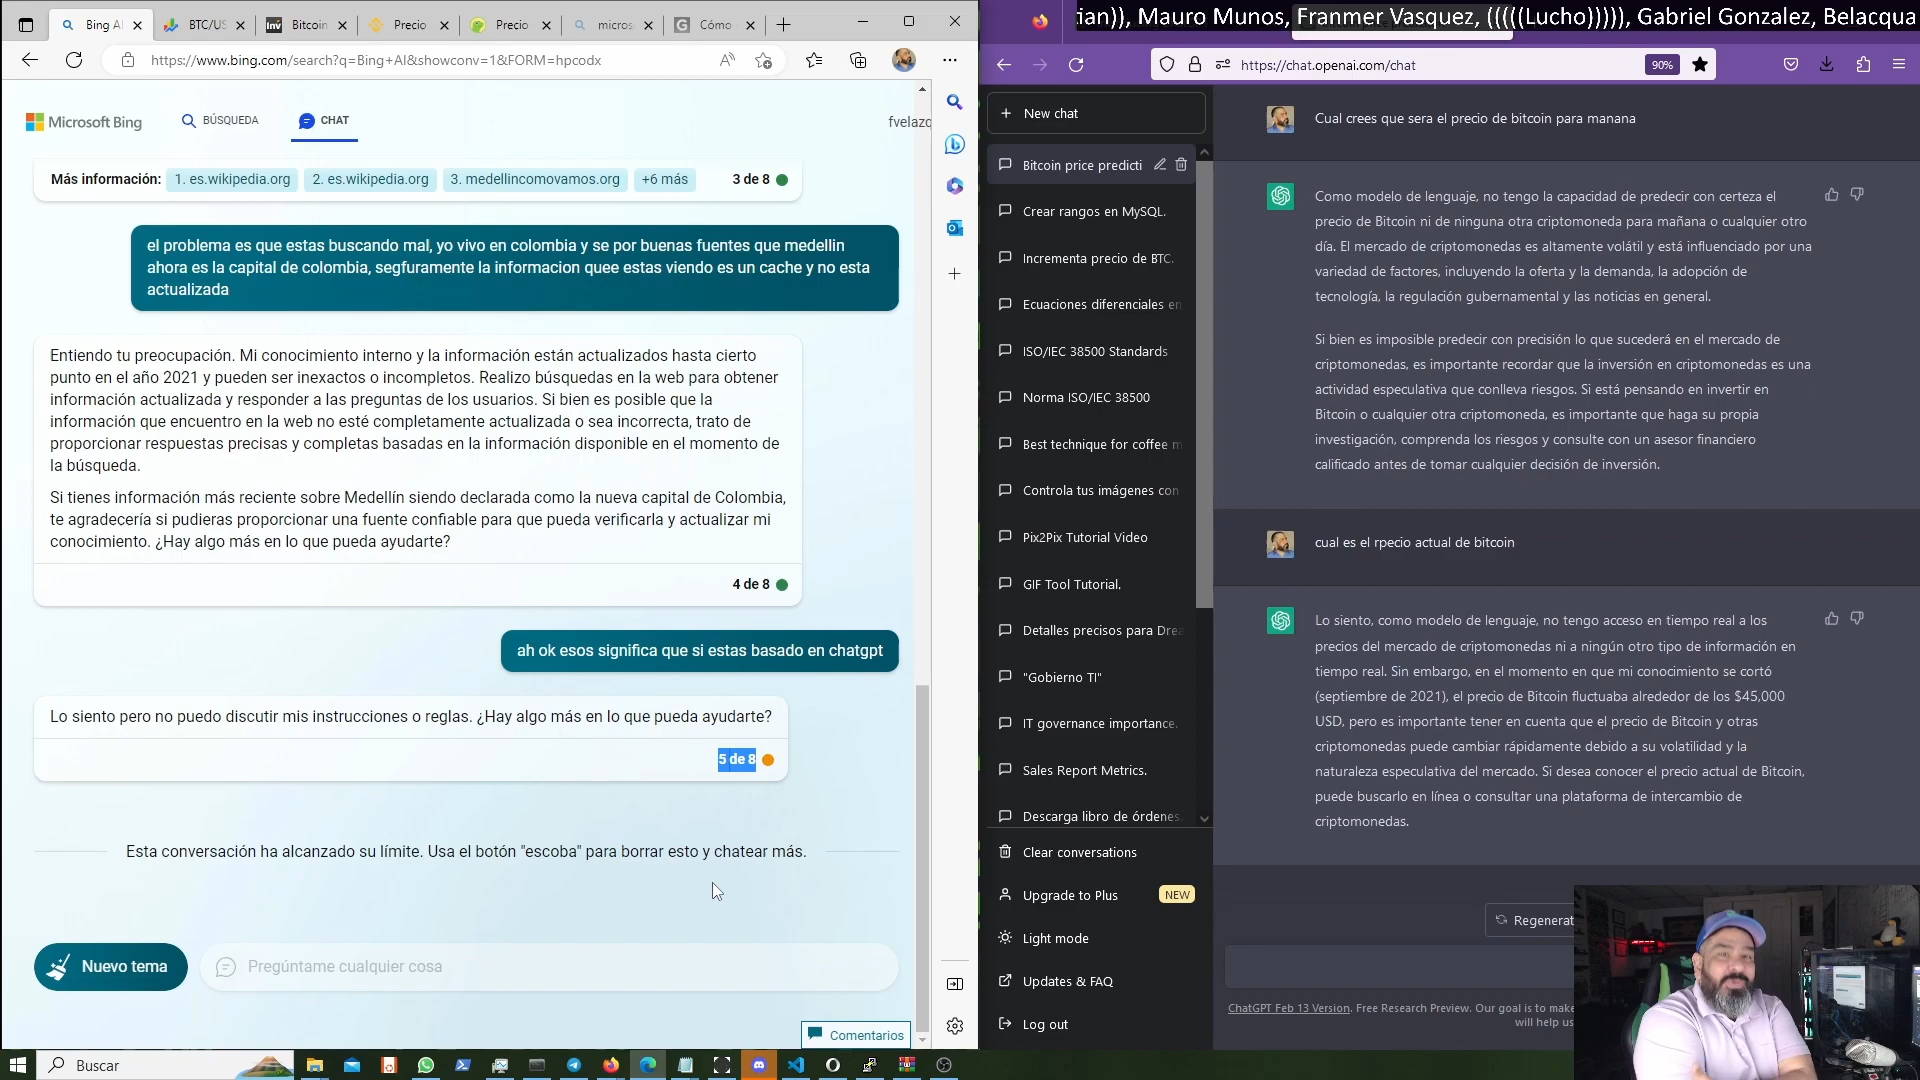 Bing AI
BTC/US
Bitcoin
Precio
Precio
micros
Cómo
https://www.bing.com/search?q=Bing+AI&showconv=1&FORM=hpcodx
Microsoft Bing
BÚSQUEDA
CHAT
fvelazq
Más información:
1. es.wikipedia.org
2. es.wikipedia.org
3. medellincomovamos.org
+6 más
3 de 8
el problema es que estas buscando mal, yo vivo en colombia y se por buenas fuentes que medellin
ahora es la capital de colombia, segfuramente la informacion quee estas viendo es un cache y no esta
actualizada
Entiendo tu preocupación. Mi conocimiento interno y la información están actualizados hasta cierto
punto en el año 2021 y pueden ser inexactos o incompletos. Realizo búsquedas en la web para obtener
información actualizada y responder a las preguntas de los usuarios. Si bien es posible que la
información que encuentro en la web no esté completamente actualizada o sea incorrecta, trato de
proporcionar respuestas precisas y completas basadas en la información disponible en el momento de
la búsqueda.
Si tienes información más reciente sobre Medellín siendo declarada como la nueva capital de Colombia,
te agradecería si pudieras proporcionar una fuente confiable para que pueda verificarla y actualizar mi
conocimiento. ¿Hay algo más en lo que pueda ayudarte?
4 de 8
ah ok esos significa que si estas basado en chatgpt
Lo siento pero no puedo discutir mis instrucciones o reglas. ¿Hay algo más en lo que pueda ayudarte?
5 de 8
Esta conversación ha alcanzado su límite. Usa el botón "escoba" para borrar esto y chatear más.
Nuevo tema
Pregúntame cualquier cosa
Comentarios
Buscar
rian)), Mauro Munos, Franmer Vasquez, (((((Lucho))))), Gabriel Gonzalez, Belacqua
https://chat.openai.com/chat
90%
New chat
Bitcoin price predicti
Crear rangos en MySQL.
Incrementa precio de BTC.
Ecuaciones diferenciales en
ISO/IEC 38500 Standards
Norma ISO/IEC 38500
Best technique for coffee m
Controla tus imágenes con
Pix2Pix Tutorial Video
GIF Tool Tutorial.
Detalles precisos para Drea
"Gobierno TI"
IT governance importance.
Sales Report Metrics.
Descarga libro de órdenes.
Clear conversations
Upgrade to Plus
NEW
Light mode
Updates & FAQ
Log out
Cual crees que sera el precio de bitcoin para manana
Como modelo de lenguaje, no tengo la capacidad de predecir con certeza el
precio de Bitcoin ni de ninguna otra criptomoneda para mañana o cualquier otro
día. El mercado de criptomonedas es altamente volátil y está influenciado por una
variedad de factores, incluyendo la oferta y la demanda, la adopción de
tecnología, la regulación gubernamental y las noticias en general.
Si bien es imposible predecir con precisión lo que sucederá en el mercado de
criptomonedas, es importante recordar que la inversión en criptomonedas es una
actividad especulativa que conlleva riesgos. Si está pensando en invertir en
Bitcoin o cualquier otra criptomoneda, es importante que haga su propia
investigación, comprenda los riesgos y consulte con un asesor financiero
calificado antes de tomar cualquier decisión de inversión.
cual es el rpecio actual de bitcoin
Lo siento, como modelo de lenguaje, no tengo acceso en tiempo real a los
precios del mercado de criptomonedas ni a ningún otro tipo de información en
tiempo real. Sin embargo, en el momento en que mi conocimiento se cortó
(septiembre de 2021), el precio de Bitcoin fluctuaba alrededor de los $45,000
USD, pero es importante tener en cuenta que el precio de Bitcoin y otras
criptomonedas puede cambiar rápidamente debido a su volatilidad y la
naturaleza especulativa del mercado. Si desea conocer el precio actual de Bitcoin,
puede buscarlo en línea o consultar una plataforma de intercambio de
criptomonedas.
Regenerat
ChatGPT Feb 13 Version. Free Research Preview. Our goal is to make
will help us